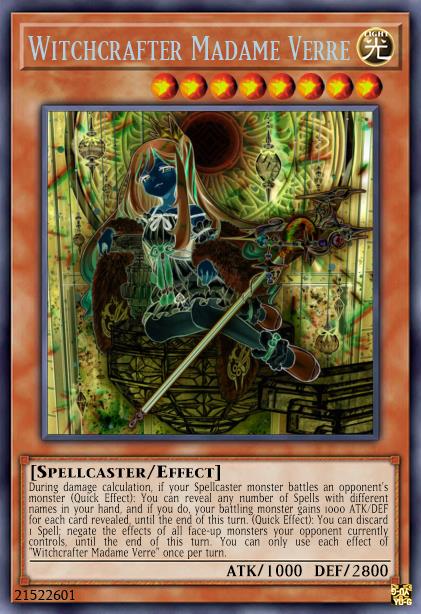 Witchcrafter Madame Verre
LIGHT
光
[Spellcaster/Effect]
During damage calculation, if your Spellcaster monster battles an opponent's
monster (Quick Effect): You can reveal any number of Spells with different
names in your hand, and if you do, your battling monster gains 1000 ATK/DEF
for each card revealed, until the end of this turn. (Quick Effect): You can discard
1 Spell; negate the effects of all face-up monsters your opponent currently
controls, until the end of this turn. You can only use each effect of
"Witchcrafter Madame Verre" once per turn.
ATK/1000 DEF/2800
21522601